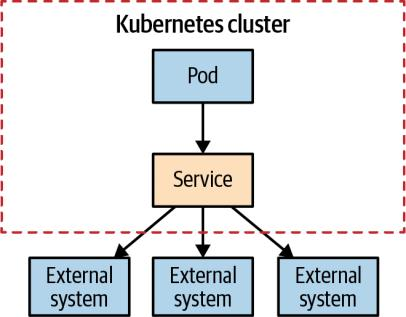 Kubernetes cluster
Pod
Service
External
system
External
system
External
system